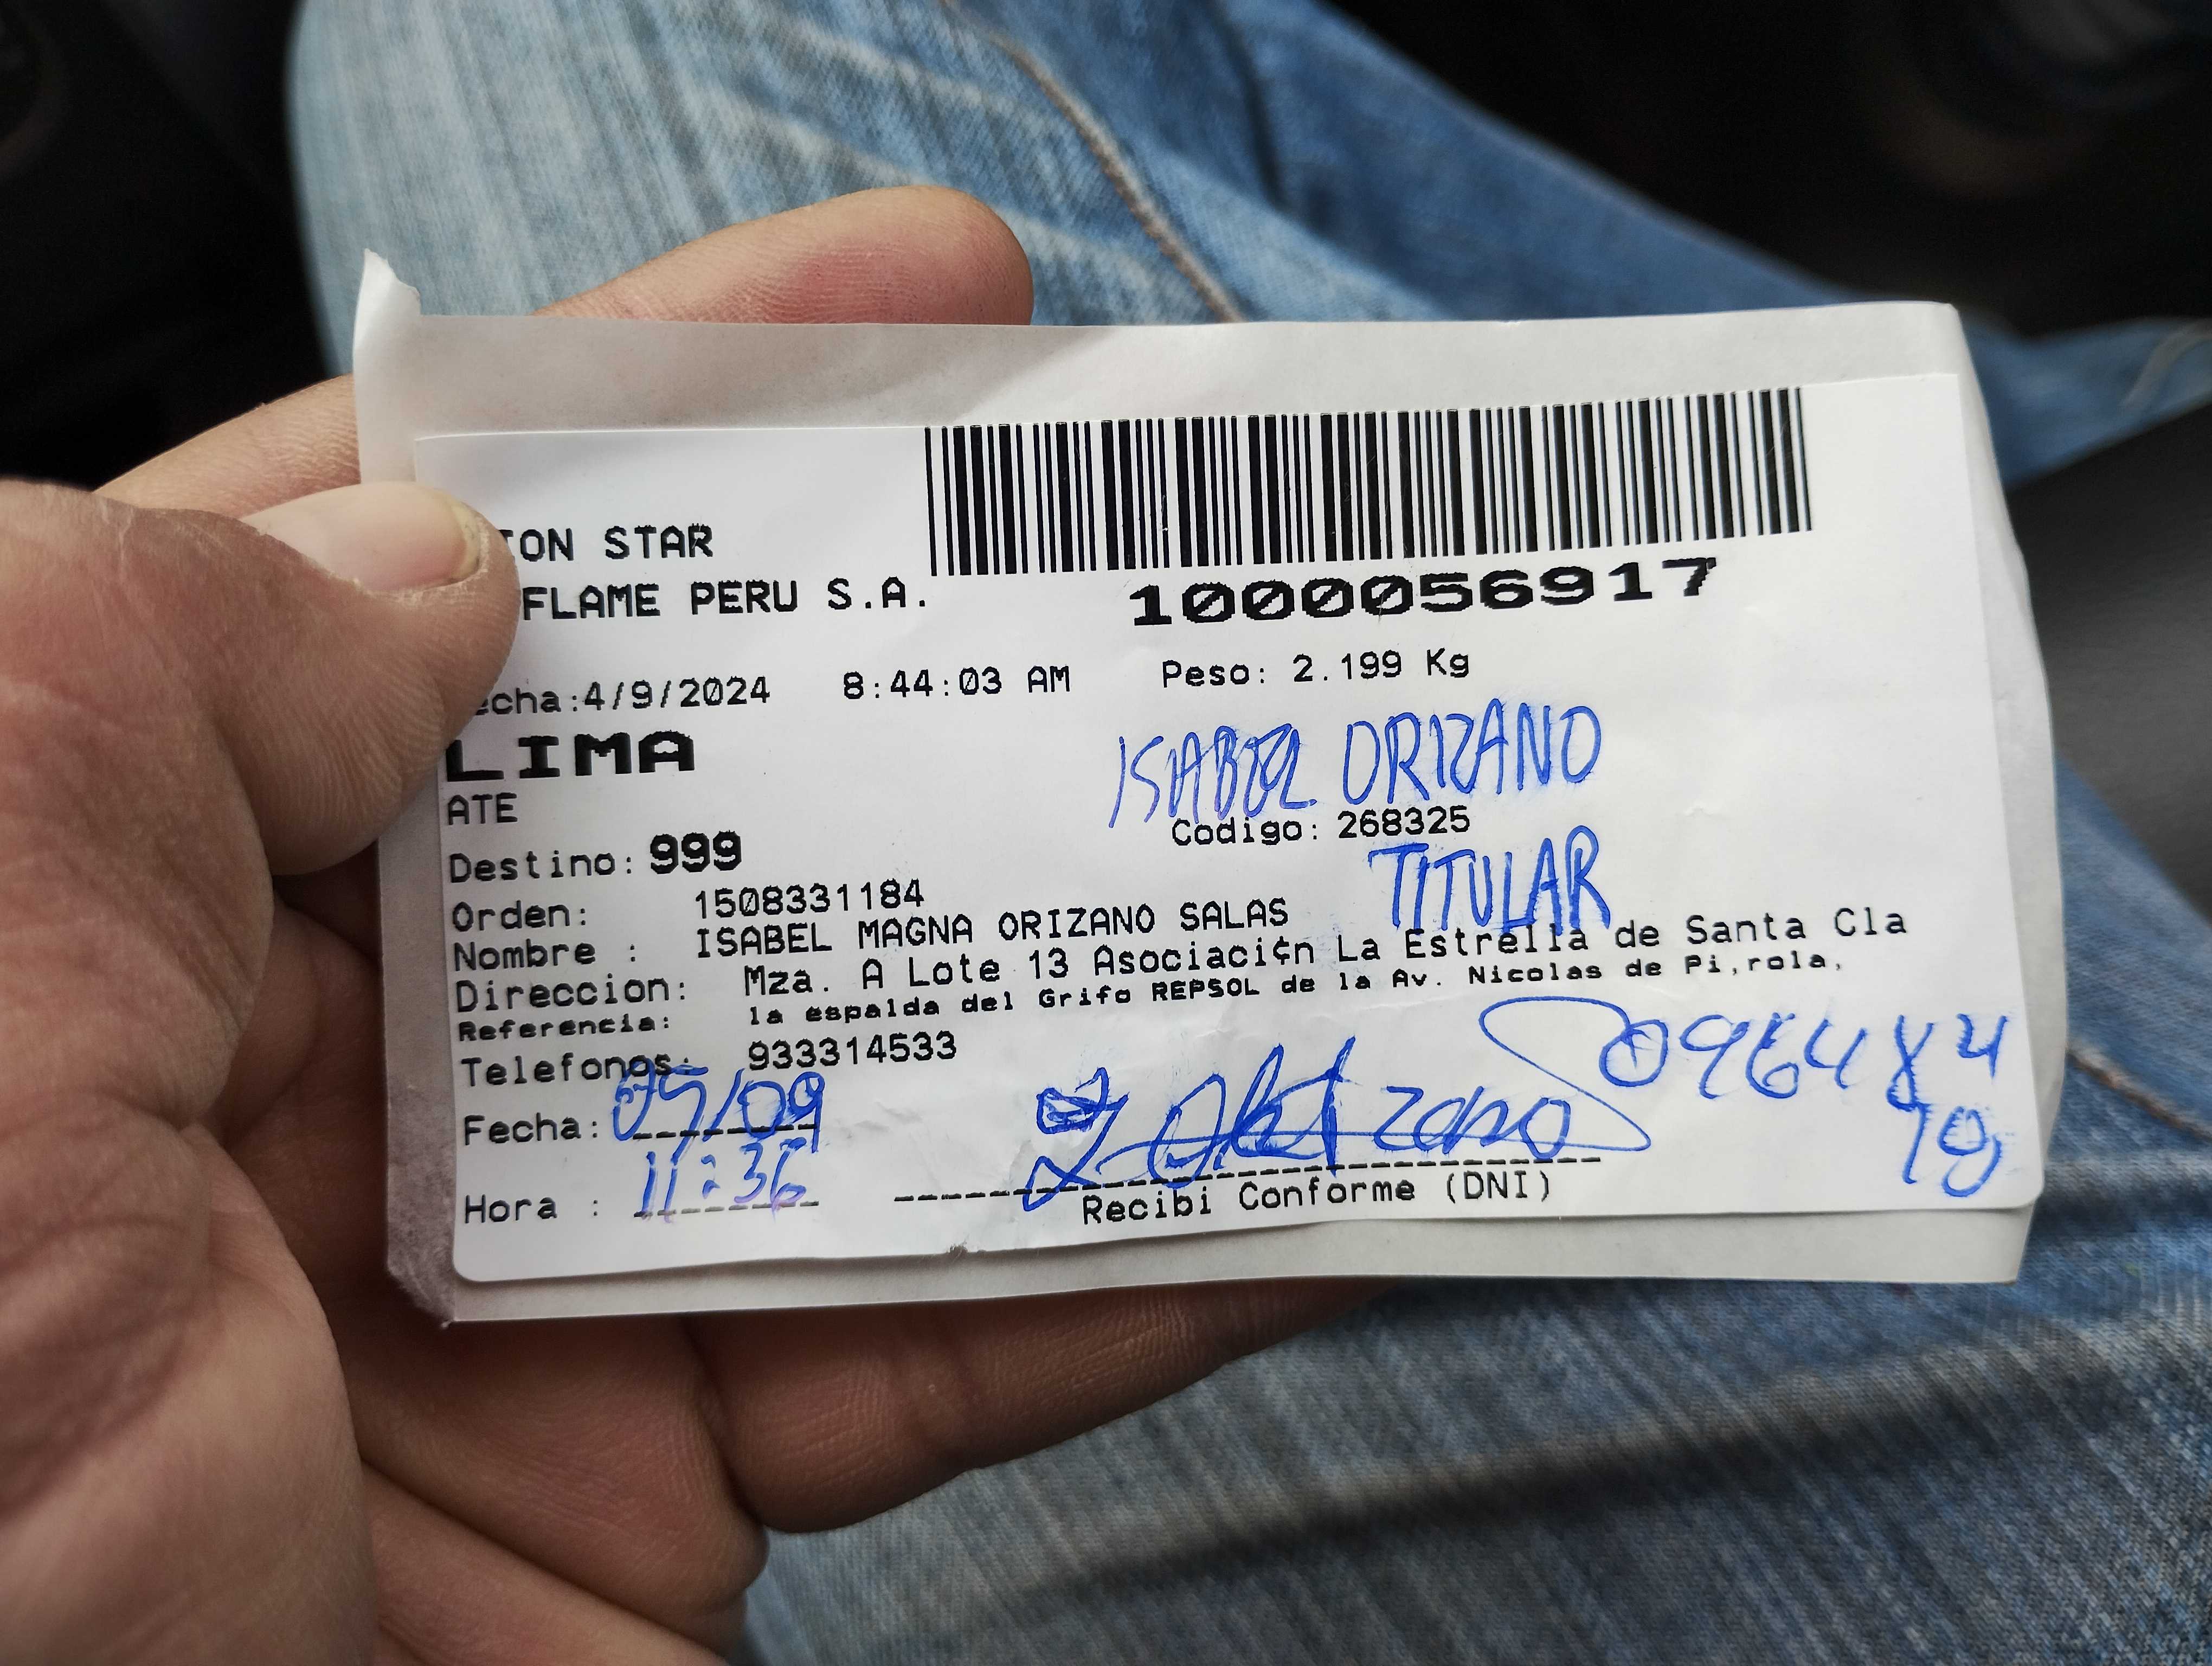 ION STAR
FLAME PERU S.A.
1000056917
echa:4/9/2024 8:44:03 AM Peso: 2.199 Kg
LIMA
ISABEL ORIZANO
ATE
Codigo: 268325
Destino: 999
TITULAR
Orden: 1508331184
Nombre : ISABEL MAGNA ORIZANO SALAS
Direccion: Mza. A Lote 13 Asociaci¢n La Estrella de Santa Cla
Referencia: la espalda del Grifo REPSOL de la Av. Nicolas de Pi,rola,
Telefonos: 933314533
Fecha: 05/09
Hora : 11:36
Recibi Conforme (DNI)